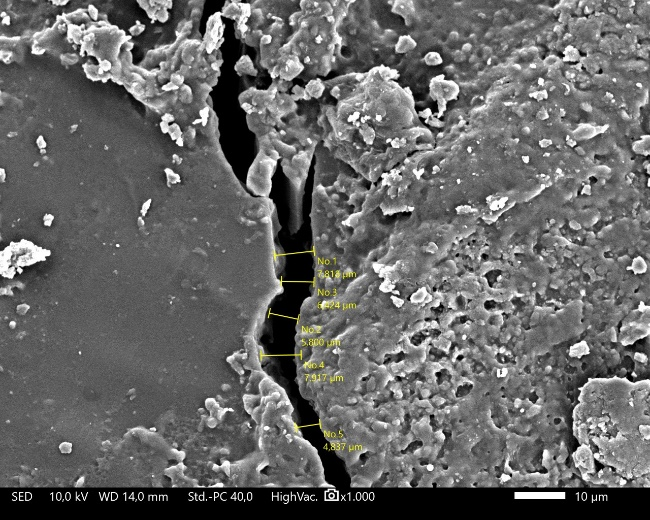 No.1
7,818 µm
No.3
6,424 µm
No.2
5,800 µm
No.4
7,917 µm
No.5
4,837 µm
SED 10,0 kV WD 14,0 mm Std.-PC 40,0 HighVac. x1.000 10 µm